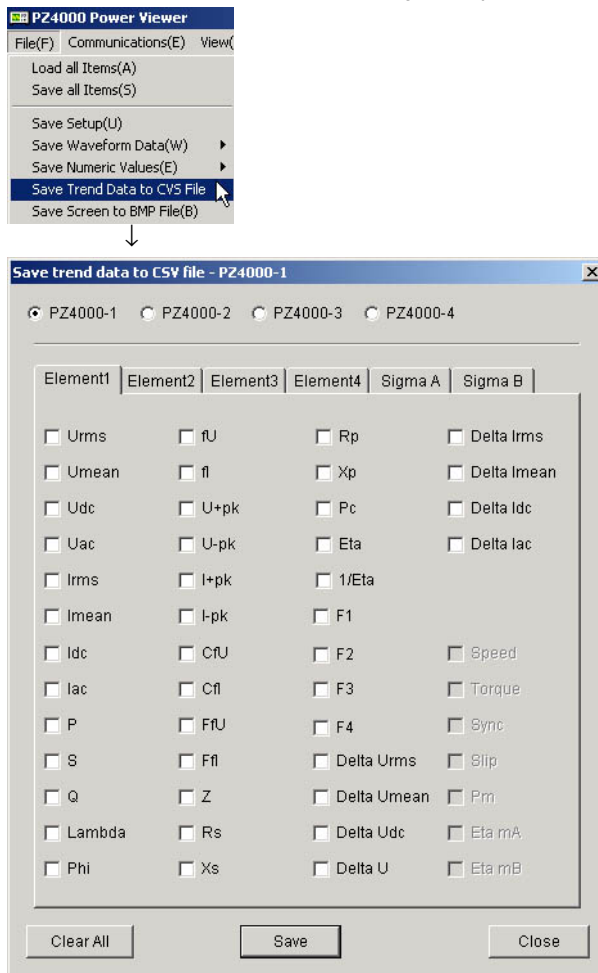 PZ4000 Power Viewer
File(F) Communications(E) View(
Load all Items(A)
Save all Items(S)
Save Setup(U)
Save Waveform Data(W)
Save Numeric Values(E)
Save Trend Data to CVS File
Save Screen to BMP File(B)
Save trend data to CSV file - PZ4000-1
PZ4000-1 PZ4000-2 PZ4000-3 PZ4000-4
Element1 Element2 Element3 Element4 Sigma A Sigma B
Urms fU Rp Delta Irms
Umean fI Xp Delta Imean
Udc U+pk Pc Delta Idc
Uac U-pk Eta Delta Iac
Irms I+pk 1/Eta
Imean I-pk F1
Idc CfU F2 Speed
Iac CfI F3 Torque
P FfU F4 Sync
S FfI Delta Urms Slip
Q Z Delta Umean Pm
Lambda Rs Delta Udc Eta mA
Phi Xs Delta U Eta mB
Clear All Save Close